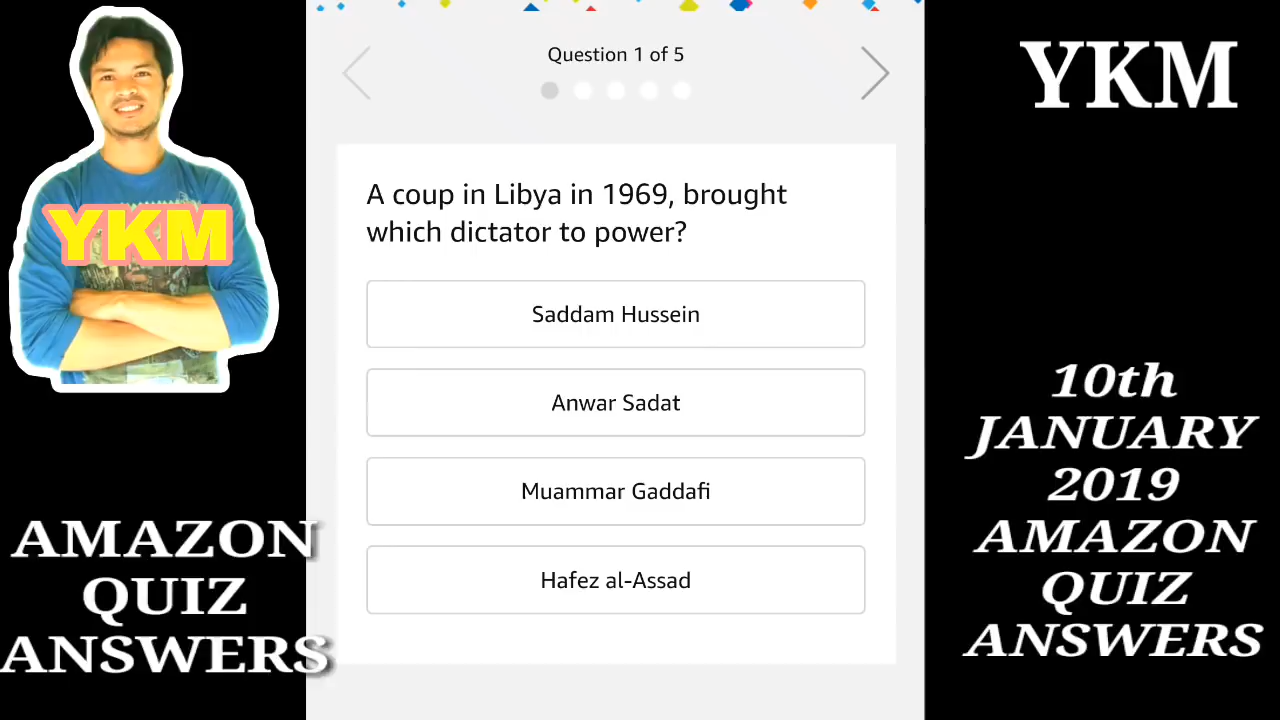 YKM
AMAZON
QUIZ
ANSWERS
Question 1 of 5
A coup in Libya in 1969, brought
which dictator to power?
Saddam Hussein
Anwar Sadat
Muammar Gaddafi
Hafez al-Assad
YKM
10th
JANUARY
2019
AMAZON
QUIZ
ANSWERS